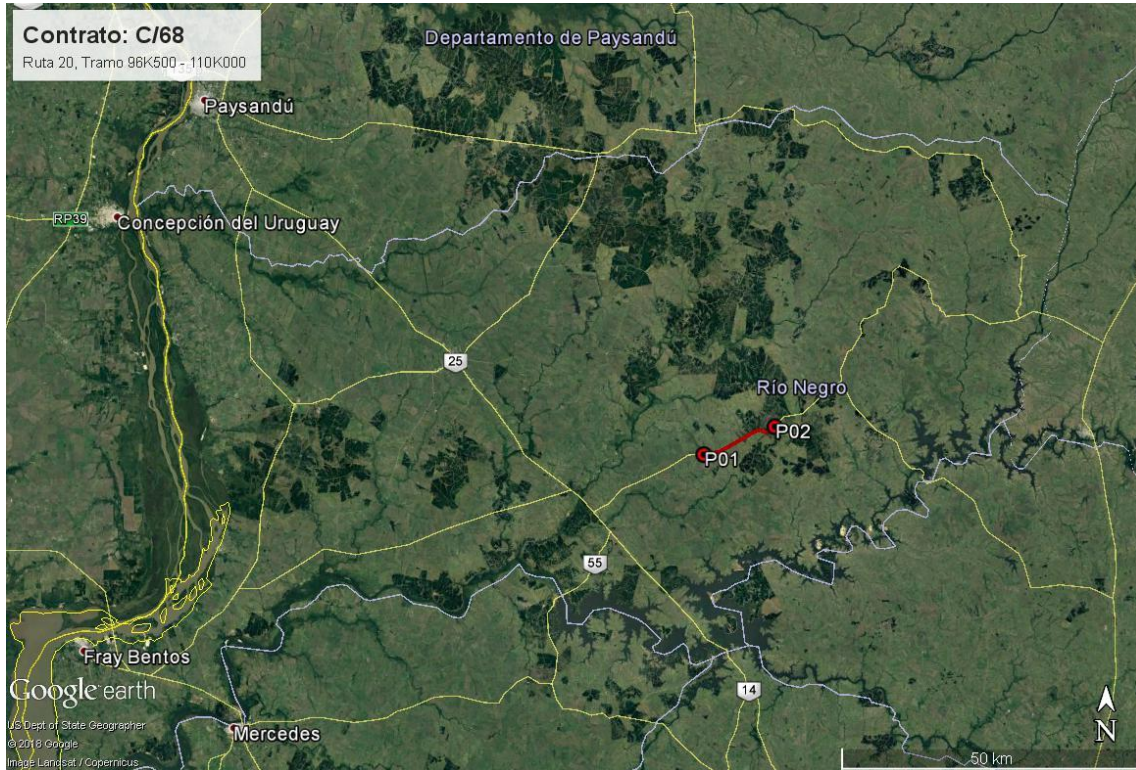 Contrato: C/68
Ruta 20, Tramo 96K500 - 110K000
Departamento de Paysandú
Paysandú
RP39
Concepción del Uruguay
25
Río Negro
P02
P01
55
Fray Bentos
Google earth
14
US Dept of State Geographer
© 2018 Google
Image Landsat / Copernicus
Mercedes
N
50 km